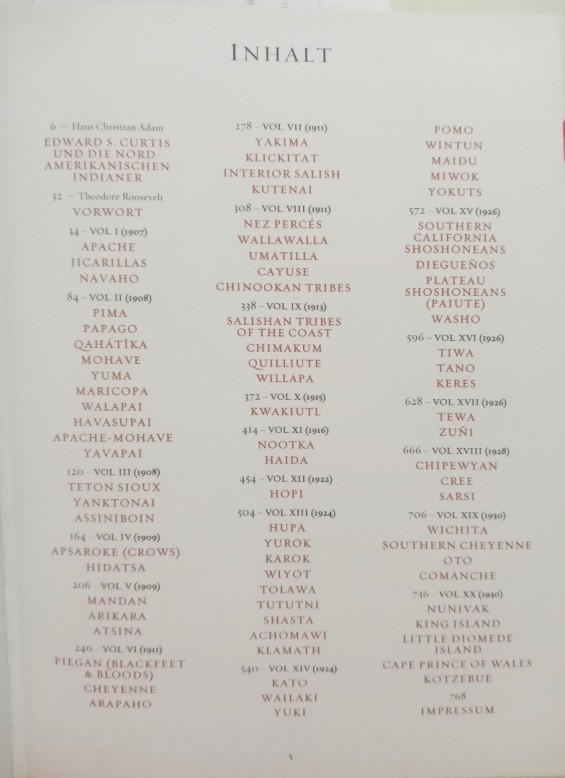 INHALT
6 — Hans Christian Adam
EDWARD S. CURTIS
UND DIE NORD-
AMERIKANISCHEN
INDIANER
32 — Theodore Roosevelt
VORWORT
34 – VOL I (1907)
APACHE
JICARILLAS
NAVAHO
84 – VOL II (1908)
PIMA
PAPAGO
QAHÁTĪKA
MOHAVE
YUMA
MARICOPA
WALAPAI
HAVASUPAI
APACHE-MOHAVE
YAVAPAI
120 – VOL III (1908)
TETON SIOUX
YANKTONAI
ASSINIBOIN
164 – VOL IV (1909)
APSAROKE (CROWS)
HIDATSA
206 – VOL V (1909)
MANDAN
ARIKARA
ATSINA
240 – VOL VI (1911)
PIEGAN (BLACKFEET
& BLOODS)
CHEYENNE
ARAPAHO
278 – VOL VII (1911)
YAKIMA
KLICKITAT
INTERIOR SALISH
KUTENAI
308 – VOL VIII (1911)
NEZ PERCÉS
WALLAWALLA
UMATILLA
CAYUSE
CHINOOKAN TRIBES
338 – VOL IX (1913)
SALISHAN TRIBES
OF THE COAST
CHIMAKUM
QUILLIUTE
WILLAPA
372 – VOL X (1915)
KWAKIUTL
414 – VOL XI (1916)
NOOTKA
HAIDA
454 – VOL XII (1922)
HOPI
504 – VOL XIII (1924)
HUPA
YUROK
KAROK
WIYOT
TOLAWA
TUTUTNI
SHASTA
ACHOMAWI
KLAMATH
540 – VOL XIV (1924)
KATO
WAILAKI
YUKI
POMO
WINTUN
MAIDU
MIWOK
YOKUTS
572 – VOL XV (1926)
SOUTHERN
CALIFORNIA
SHOSHONEANS
DIEGUEÑOS
PLATEAU
SHOSHONEANS
(PAIUTE)
WASHO
596 – VOL XVI (1926)
TIWA
TANO
KERES
628 – VOL XVII (1926)
TEWA
ZUÑI
666 – VOL XVIII (1928)
CHIPEWYAN
CREE
SARSI
706 – VOL XIX (1930)
WICHITA
SOUTHERN CHEYENNE
OTO
COMANCHE
736 – VOL XX (1930)
NUNIVAK
KING ISLAND
LITTLE DIOMEDE
ISLAND
CAPE PRINCE OF WALES
KOTZEBUE
768
IMPRESSUM
5